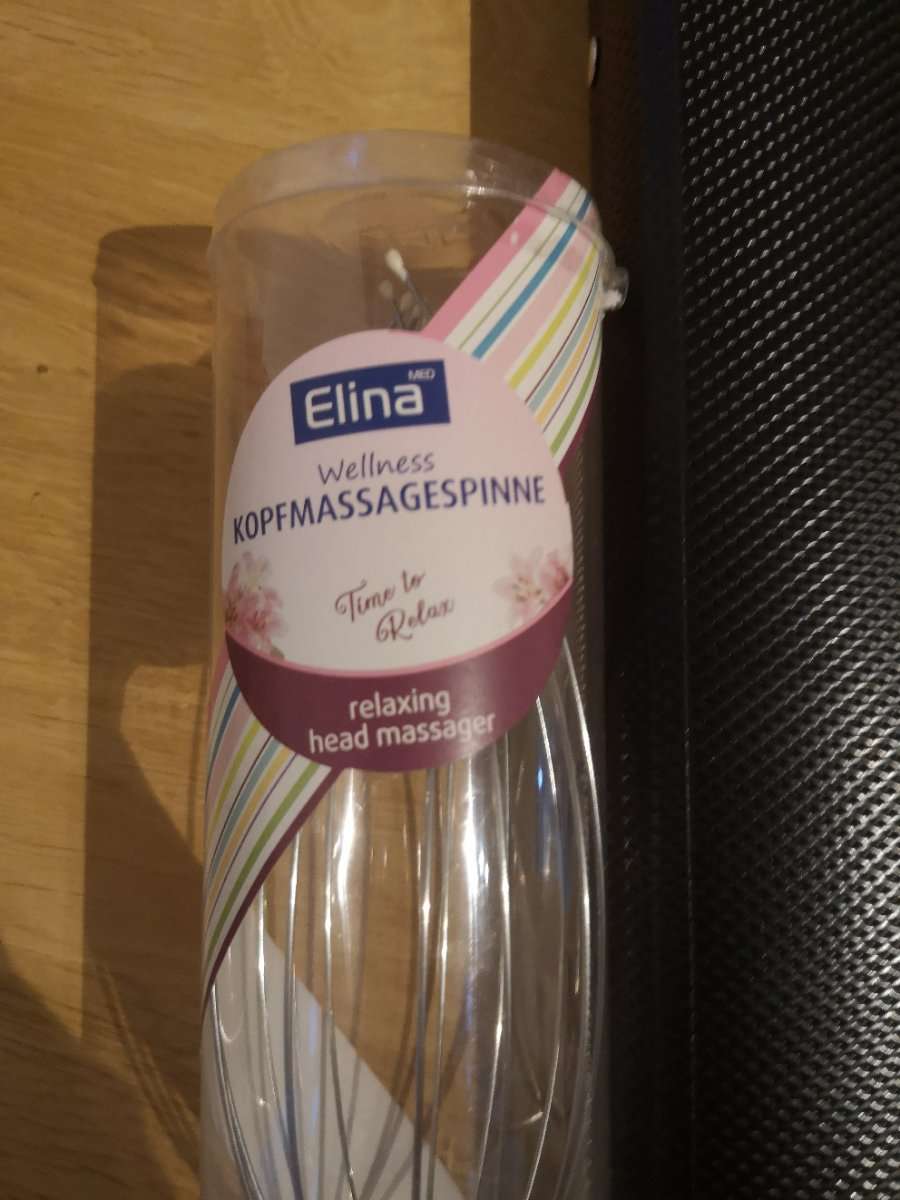 Elina MED
Wellness
KOPFMASSAGESPINNE
Time to
Relax
relaxing
head massager